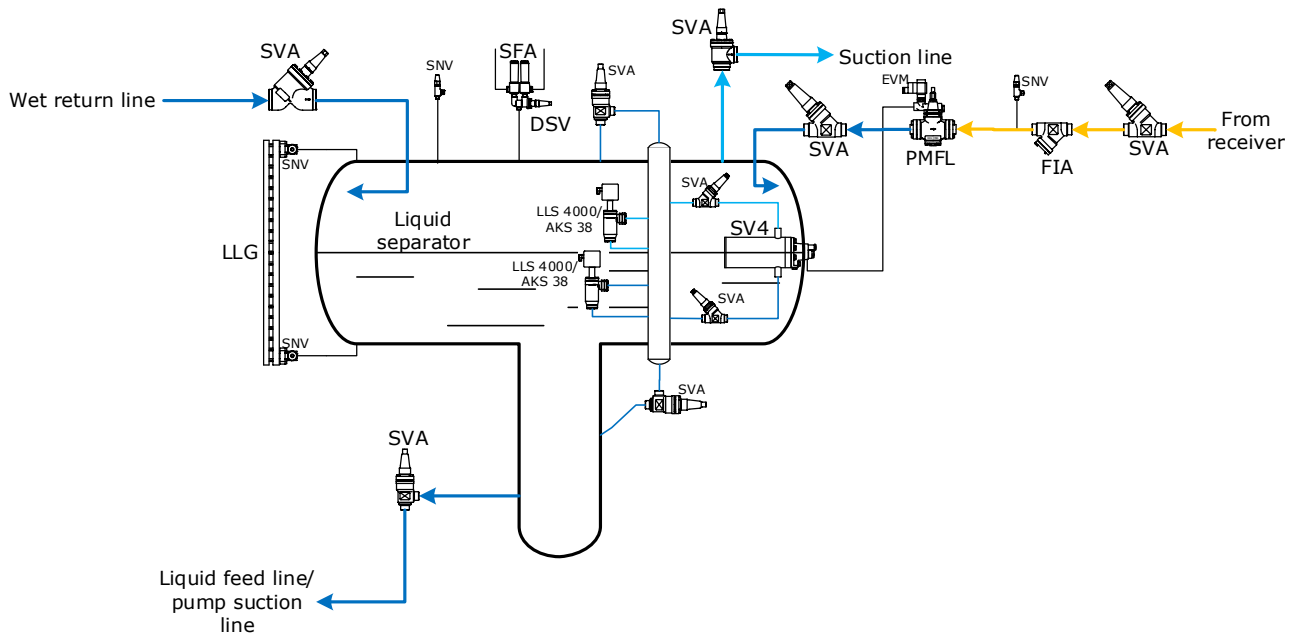 SVA
SNV
SFA
SVA
SVA
Suction line
EVM
SNV
SVA
Wet return line
DSV
SVA
PMFL
FIA
SVA
From
receiver
SNV
LLG
Liquid
separator
LLS 4000/
AKS 38
SVA
SV4
LLS 4000/
AKS 38
SVA
SNV
SVA
SVA
Liquid feed line/
pump suction
line